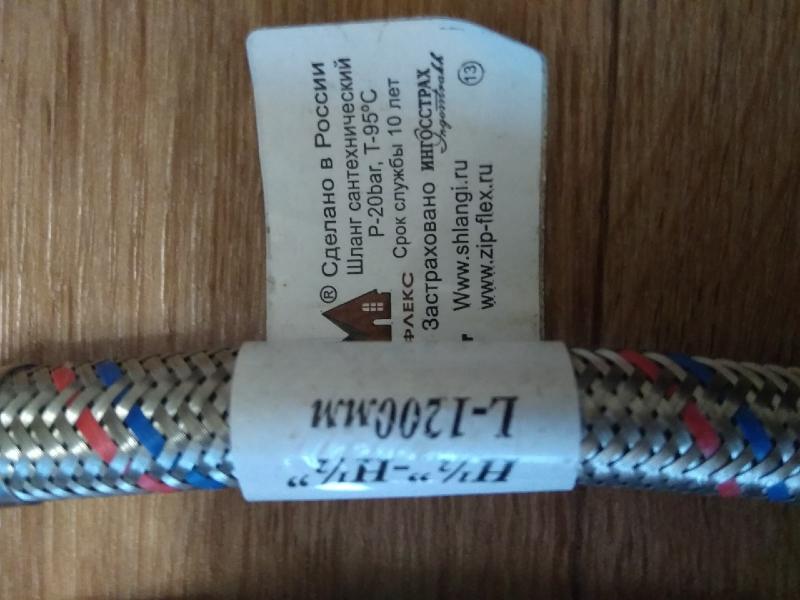 ® Сделано в России
Шланг сантехнический
P-20bar, T-95°C
ФЛЕКС Срок службы 10 лет
Застраховано ИНГОССТРАХ
Ingosstrakh
Www.shlangi.ru
www.zip-flex.ru
13
L-1200мм
Н½”-Н½”